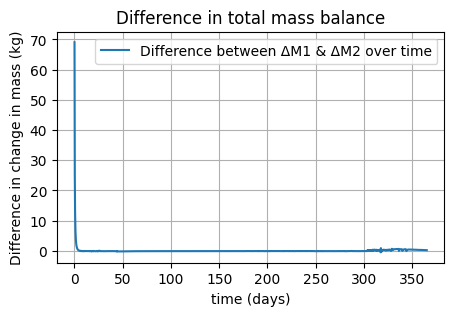 Difference in total mass balance
Difference between ΔM1 & ΔM2 over time
Difference in change in mass (kg)
70
60
50
40
30
20
10
0
0 50 100 150 200 250 300 350
time (days)